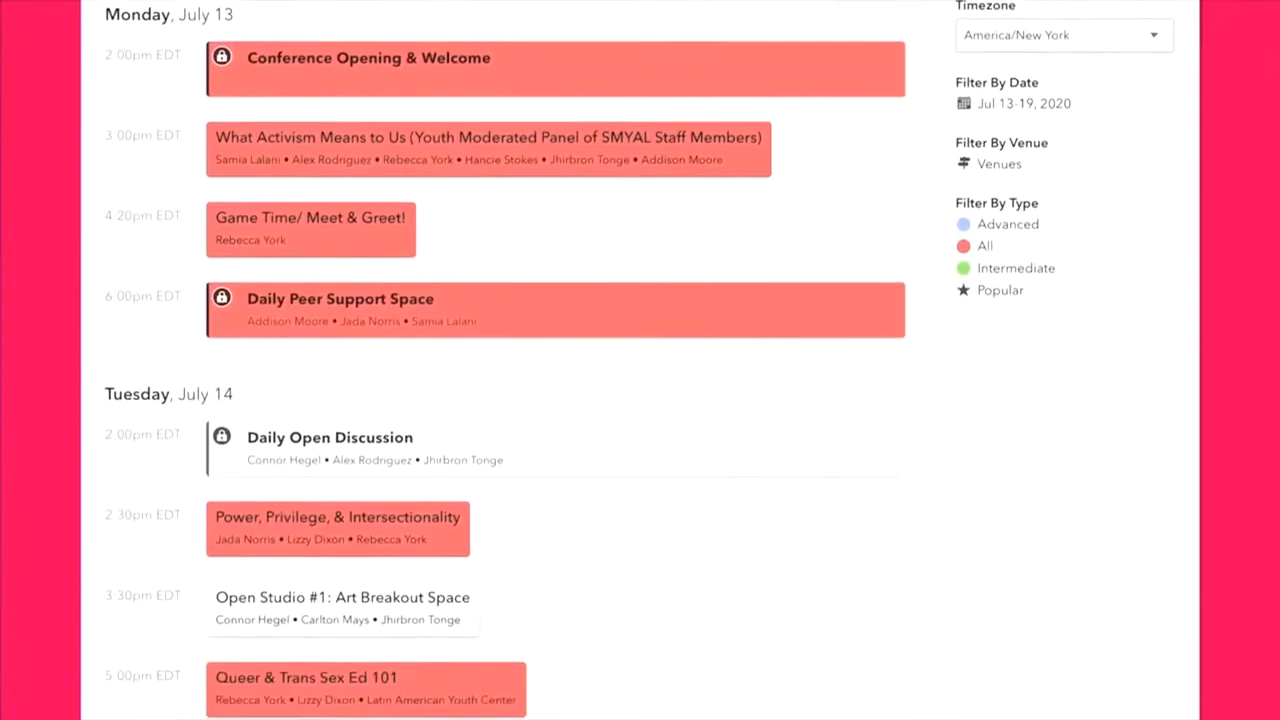 Monday, July 13
2:00pm EDT
Conference Opening & Welcome
3:00pm EDT
What Activism Means to Us (Youth Moderated Panel of SMYAL Staff Members)
Samia Lalani • Alex Rodriguez • Rebecca York • Hancie Stokes • Jhirbron Tonge • Addison Moore
4:20pm EDT
Game Time/ Meet & Greet!
Rebecca York
6:00pm EDT
Daily Peer Support Space
Addison Moore • Jada Norris • Samia Lalani
Tuesday, July 14
2:00pm EDT
Daily Open Discussion
Connor Hegel • Alex Rodriguez • Jhirbron Tonge
2:30pm EDT
Power, Privilege, & Intersectionality
Jada Norris • Lizzy Dixon • Rebecca York
3:30pm EDT
Open Studio #1: Art Breakout Space
Connor Hegel • Carlton Mays • Jhirbron Tonge
5:00pm EDT
Queer & Trans Sex Ed 101
Rebecca York • Lizzy Dixon • Latin American Youth Center
Timezone
America/New York
Filter By Date
Jul 13-19, 2020
Filter By Venue
Venues
Filter By Type
Advanced
All
Intermediate
Popular